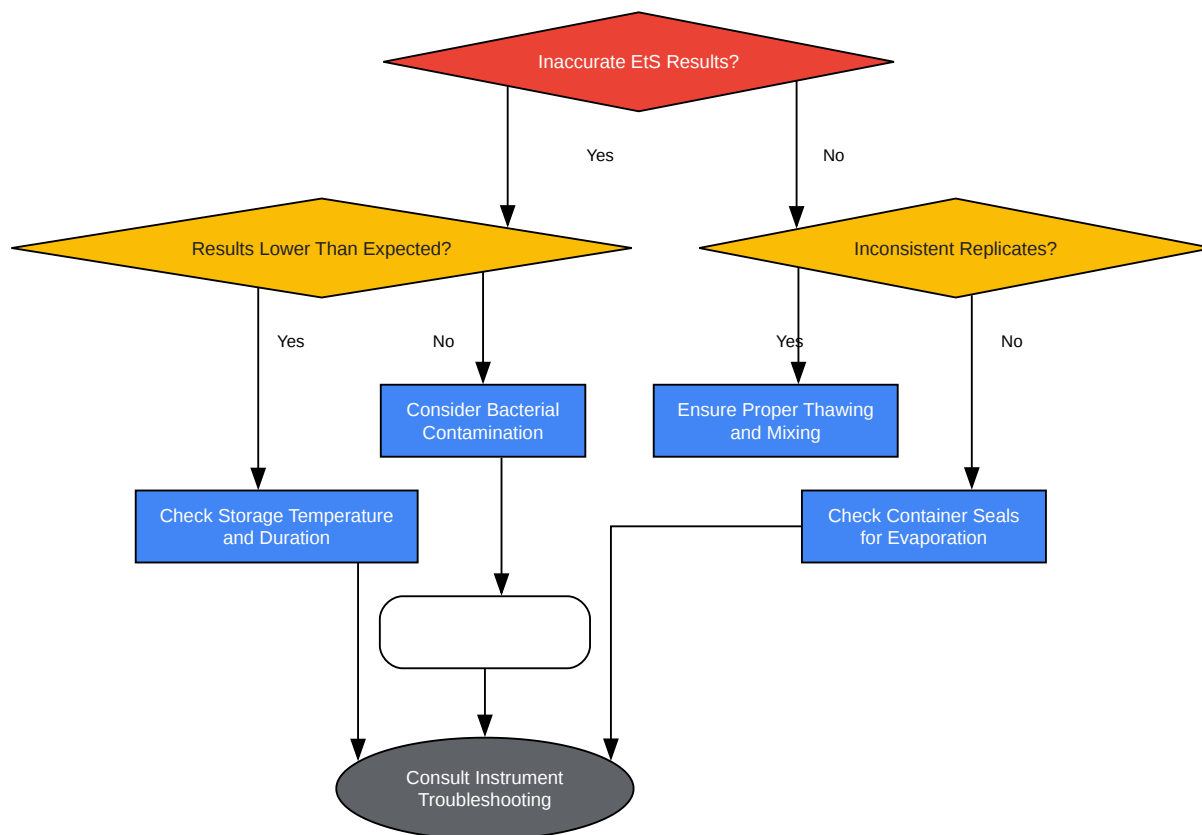 Inaccurate EtS Results?
Yes
No
Results Lower Than Expected?
Inconsistent Replicates?
Yes
No
Yes
No
Consider Bacterial
Contamination
Ensure Proper Thawing
and Mixing
Check Storage Temperature
and Duration
Check Container Seals
for Evaporation
Consult Instrument
Troubleshooting